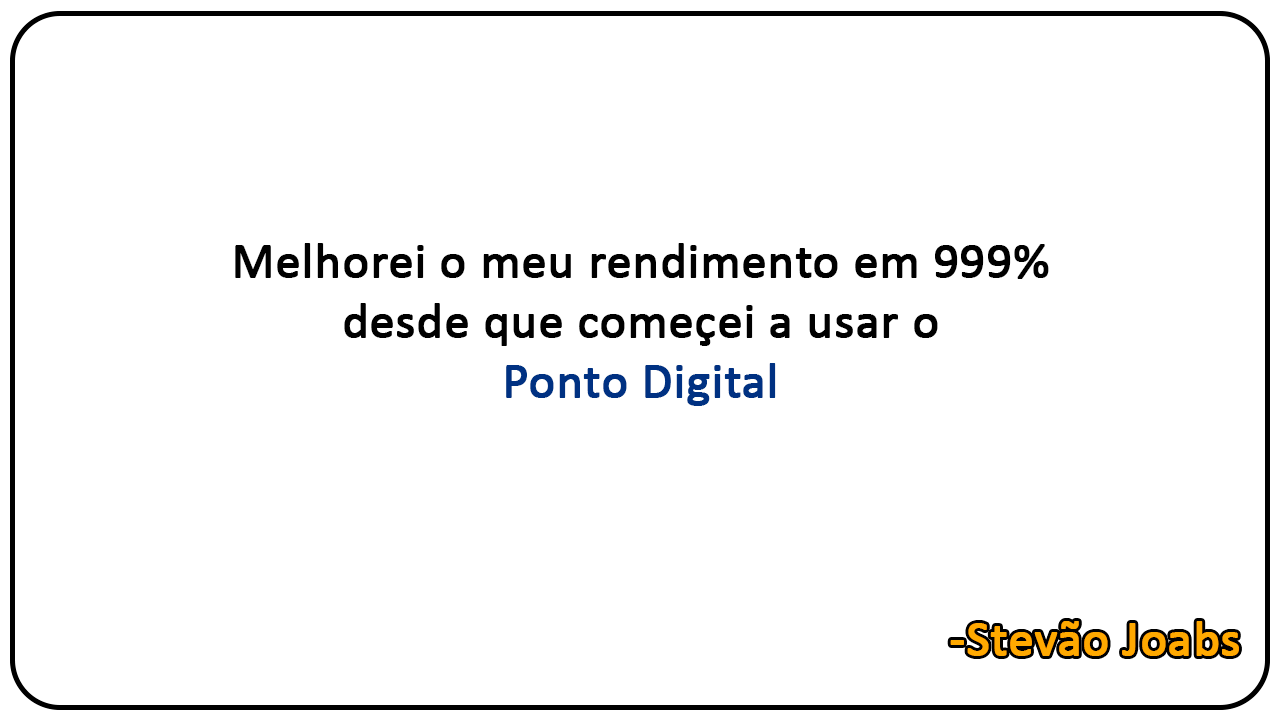 Melhorei o meu rendimento em 999%
desde que começei a usar o
Ponto Digital
-Stevão Joabs